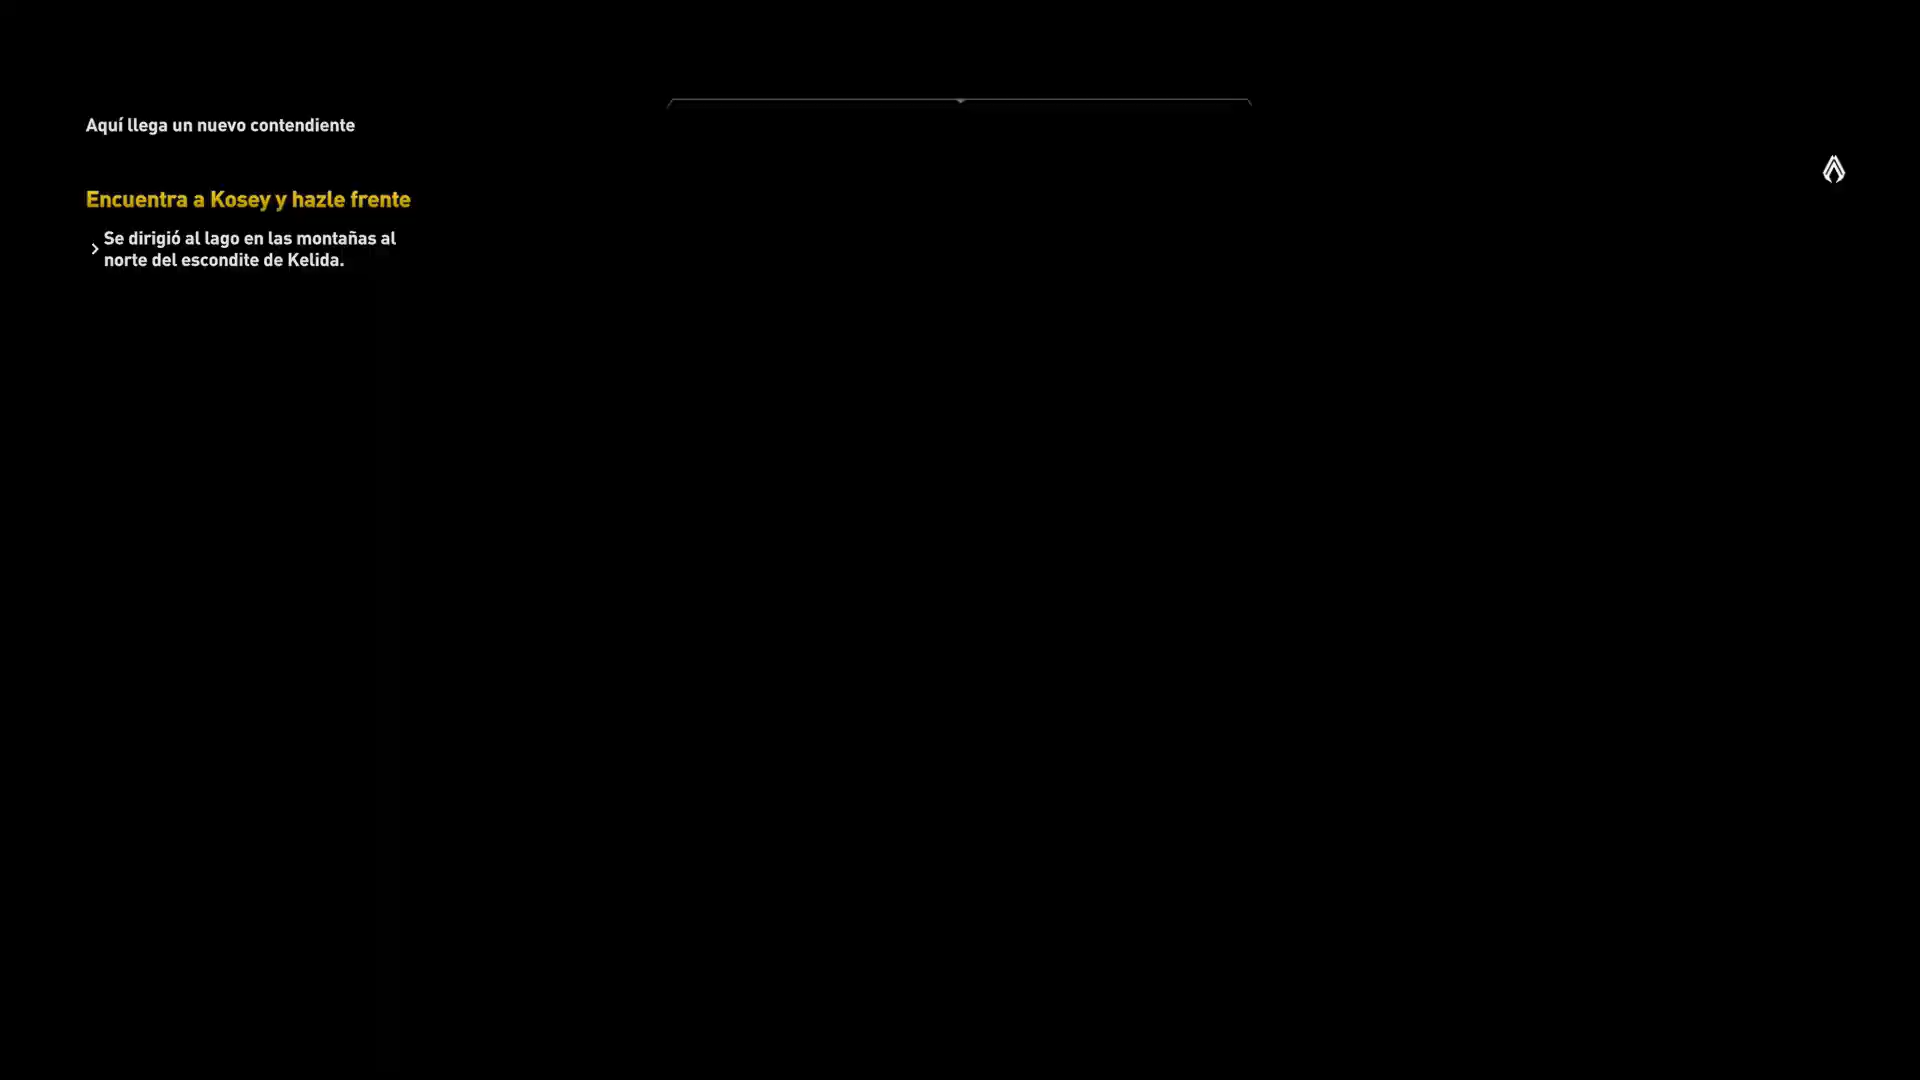 Aquí llega un nuevo contendiente
Encuentra a Kosey y hazle frente
Se dirigió al lago en las montañas al
norte del escondite de Kelida.